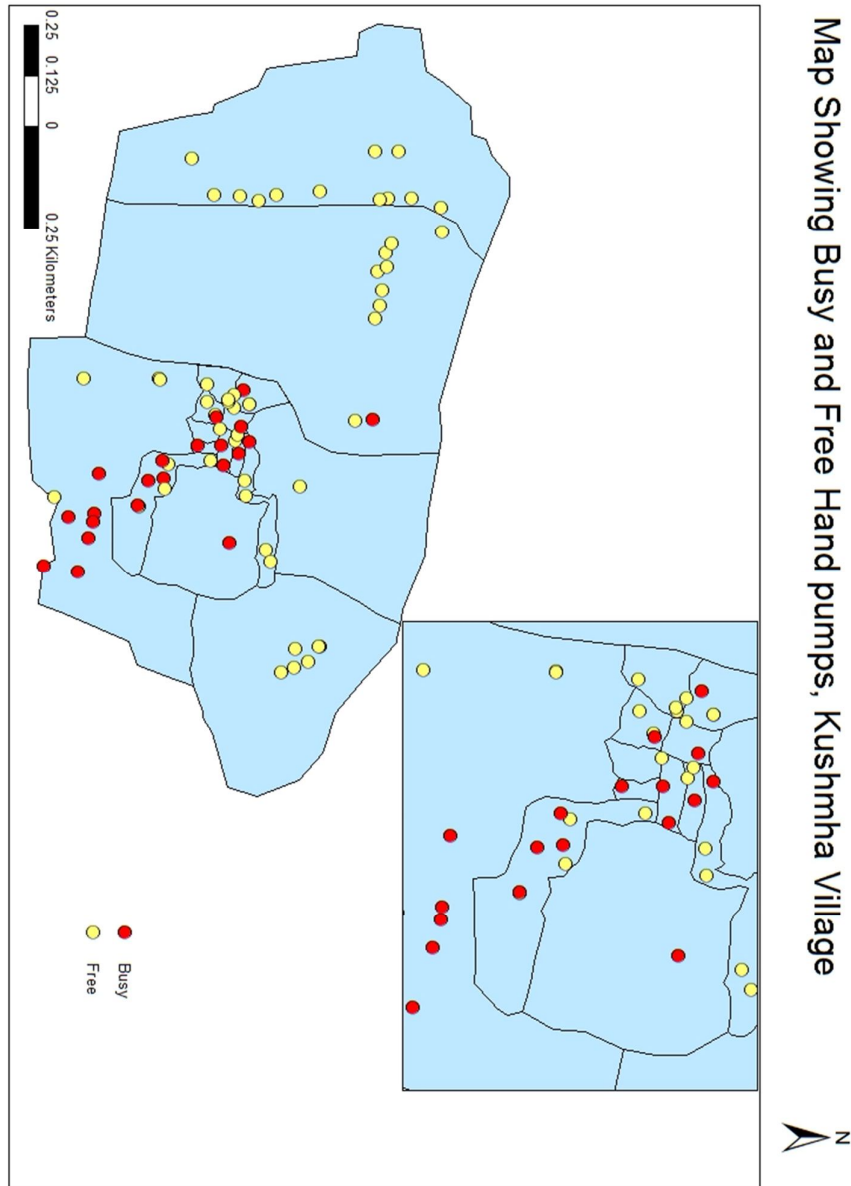 Map Showing Busy and Free Hand pumps, Kushmha Village
N
Busy
Free
0.25 0.125 0 0.25 Kilometers